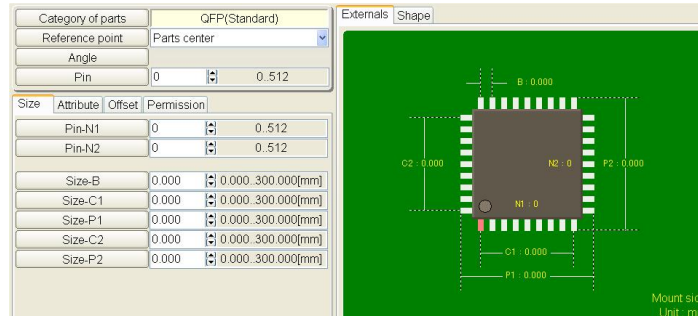 Category of parts QFP(Standard)
Reference point Parts center
Angle
Pin 0 0..512
Size Attribute Offset Permission
Pin-N1 0 0..512
Pin-N2 0 0..512
Size-B 0.000 0.000..300.000[mm]
Size-C1 0.000 0.000..300.000[mm]
Size-P1 0.000 0.000..300.000[mm]
Size-C2 0.000 0.000..300.000[mm]
Size-P2 0.000 0.000..300.000[mm]
Externals Shape
B : 0.000
C2 : 0.000 N2 : 0 P2 : 0.000
N1 : 0
C1 : 0.000
P1 : 0.000
Mount sid
Unit : m